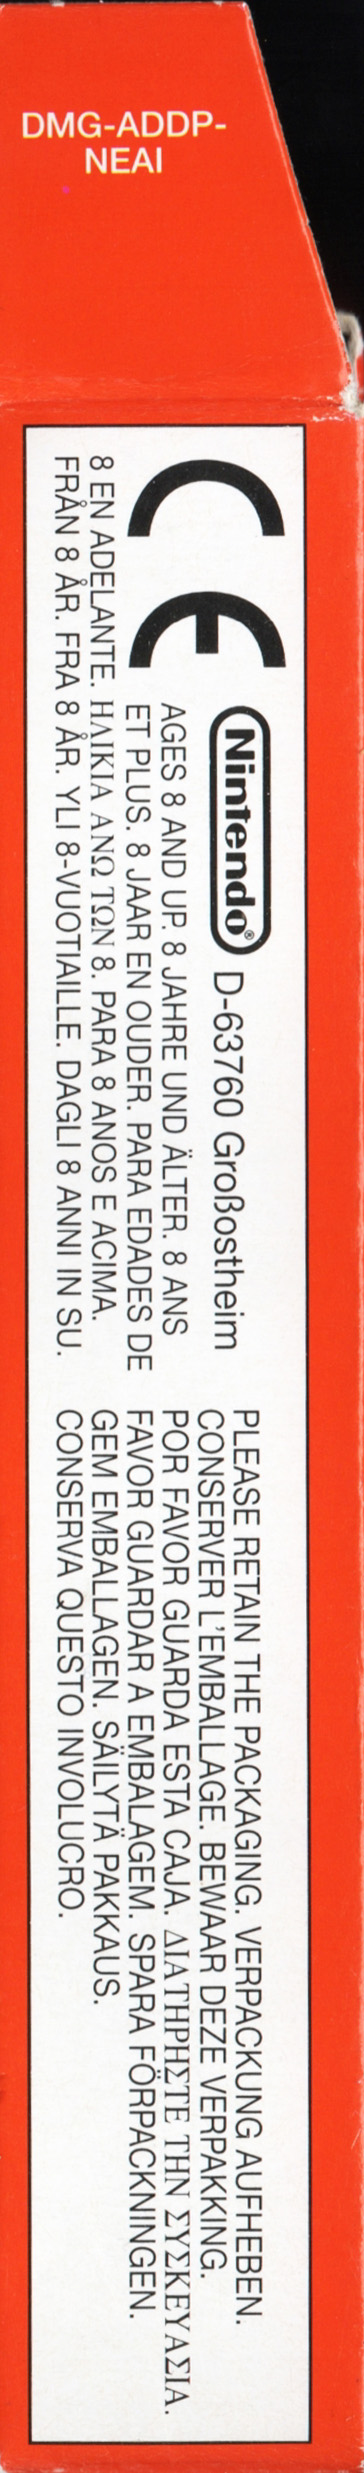 DMG-ADDP-
NEAI
CE
Nintendo® D-63760 Großostheim
AGES 8 AND UP. 8 JAHRE UND ÄLTER. 8 ANS
ET PLUS. 8 JAAR EN OUDER. PARA EDADES DE
8 EN ADELANTE. ΗΛΙΚΙΑ ΑΝΩ ΤΩΝ 8. PARA 8 ANOS E ACIMA.
FRÅN 8 ÅR. FRA 8 ÅR. YLI 8-VUOTIAILLE. DAGLI 8 ANNI IN SU.
PLEASE RETAIN THE PACKAGING. VERPACKUNG AUFHEBEN.
CONSERVER L'EMBALLAGE. BEWAAR DEZE VERPAKKING.
POR FAVOR GUARDA ESTA CAJA. ΔΙΑΤΗΡΗΣΤΕ ΤΗΝ ΣΥΣΚΕΥΑΣΙΑ.
FAVOR GUARDAR A EMBALAGEM. SPARA FÖRPACKNINGEN.
GEM EMBALLAGEN. SÄILYTÄ PAKKAUS.
CONSERVA QUESTO INVOLUCRO.